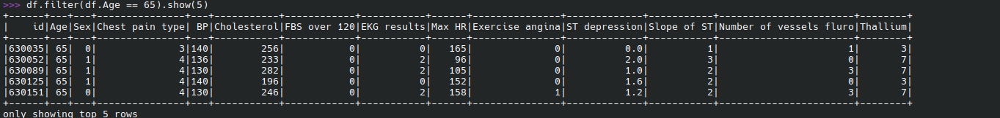 >>> df.filter(df.Age == 65).show(5)
+------+---+---+---------------+---+-----------+------------+-----------+------+---------------+-------------+-----------+-----------------------+--------+
|    id|Age|Sex|Chest pain type| BP|Cholesterol|FBS over 120|EKG results|Max HR|Exercise angina|ST depression|Slope of ST|Number of vessels fluro|Thallium|
+------+---+---+---------------+---+-----------+------------+-----------+------+---------------+-------------+-----------+-----------------------+--------+
|630035| 65|  0|              3|140|        256|           0|          0|   165|              0|          0.0|          1|                      1|       3|
|630052| 65|  1|              4|136|        233|           0|          2|    96|              0|          2.0|          3|                      0|       7|
|630089| 65|  1|              4|130|        282|           0|          2|   105|              0|          1.0|          2|                      3|       7|
|630125| 65|  1|              4|140|        196|           0|          0|   152|              0|          1.6|          2|                      0|       3|
|630151| 65|  0|              4|130|        246|           0|          2|   158|              1|          1.2|          2|                      3|       7|
+------+---+---+---------------+---+-----------+------------+-----------+------+---------------+-------------+-----------+-----------------------+--------+
only showing top 5 rows